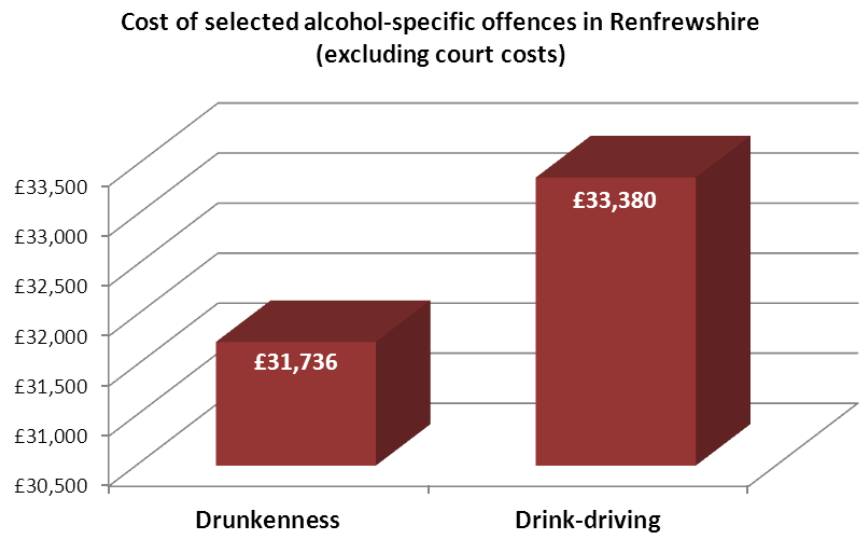 Cost of selected alcohol-specific offences in Renfrewshire
(excluding court costs)
£33,500
£33,000
£32,500
£32,000
£31,500
£31,000
£30,500
£31,736
£33,380
Drunkenness
Drink-driving